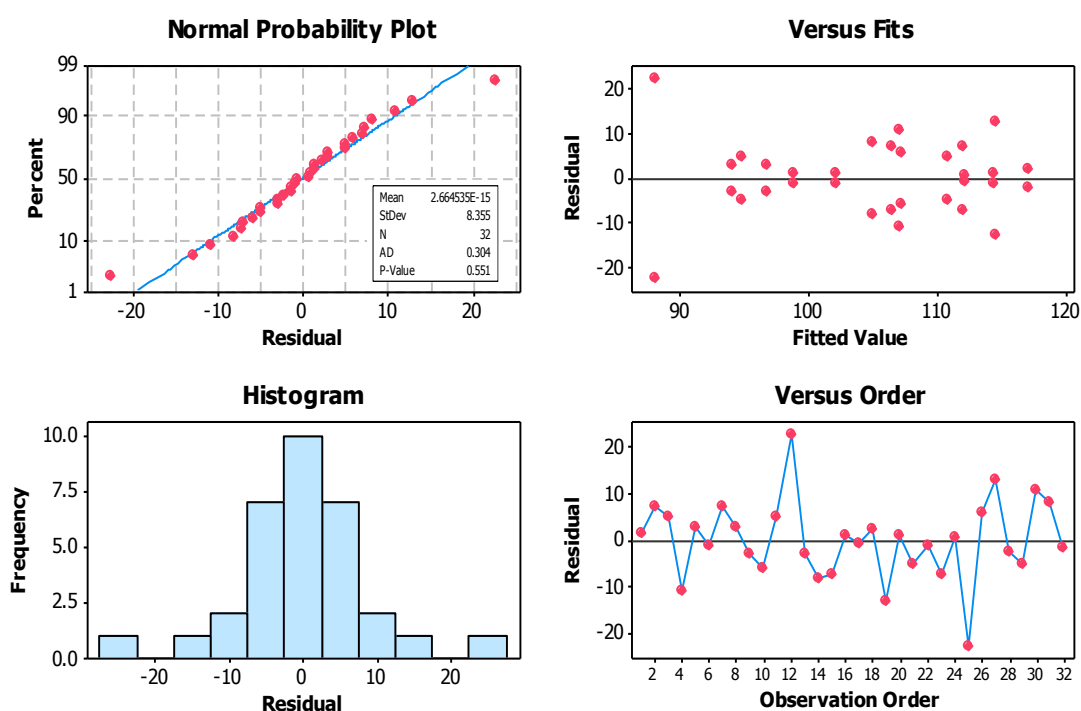 Normal Probability Plot
99
90
50
10
1
Percent
-20 -10 0 10 20
Residual
Mean 2.664535E-15
StDev 8.355
N 32
AD 0.304
P-Value 0.551
Versus Fits
20
10
0
-10
-20
Residual
90 100 110 120
Fitted Value
Histogram
10.0
7.5
5.0
2.5
0.0
Frequency
-20 -10 0 10 20
Residual
Versus Order
20
10
0
-10
-20
Residual
2 4 6 8 10 12 14 16 18 20 22 24 26 28 30 32
Observation Order